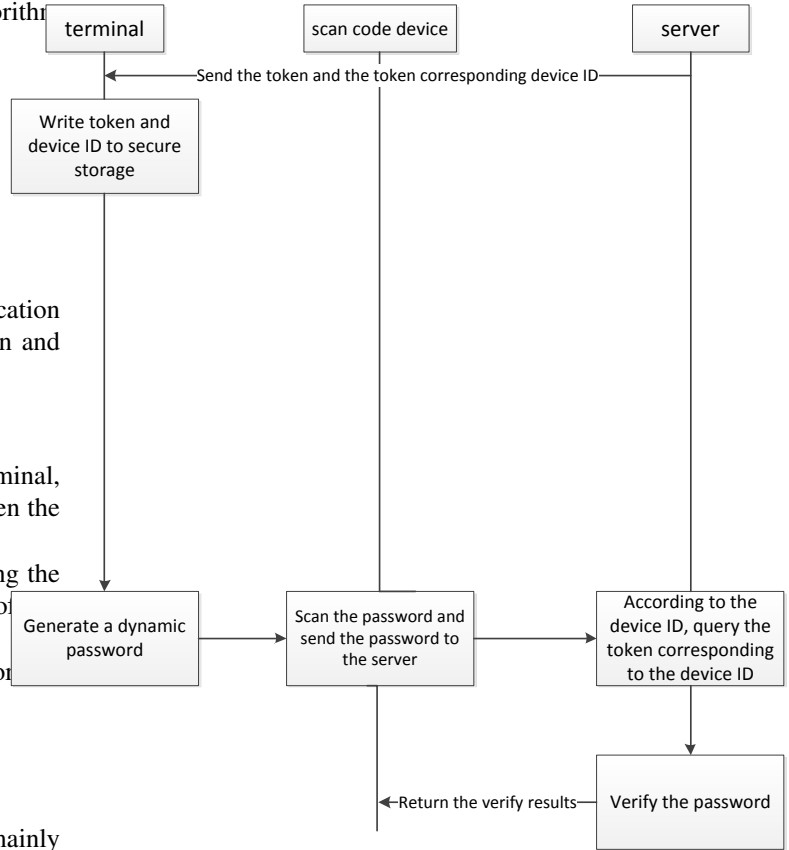 terminal
scan code device
server
Send the token and the token corresponding device ID
Write token and
device ID to secure
storage
n and
en the
ng the
Generate a dynamic
password
Scan the password and
send the password to
the server
According to the
device ID, query the
token corresponding
to the device ID
Return the verify results
Verify the password